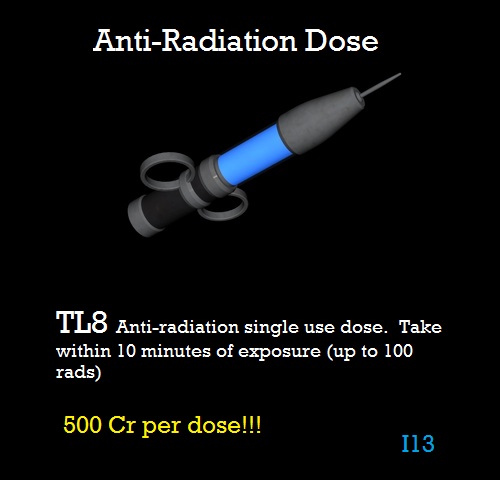 Anti-Radiation Dose
TL8 Anti-radiation single use dose.  Take
within 10 minutes of exposure (up to 100
rads)
500 Cr per dose!!!
I13